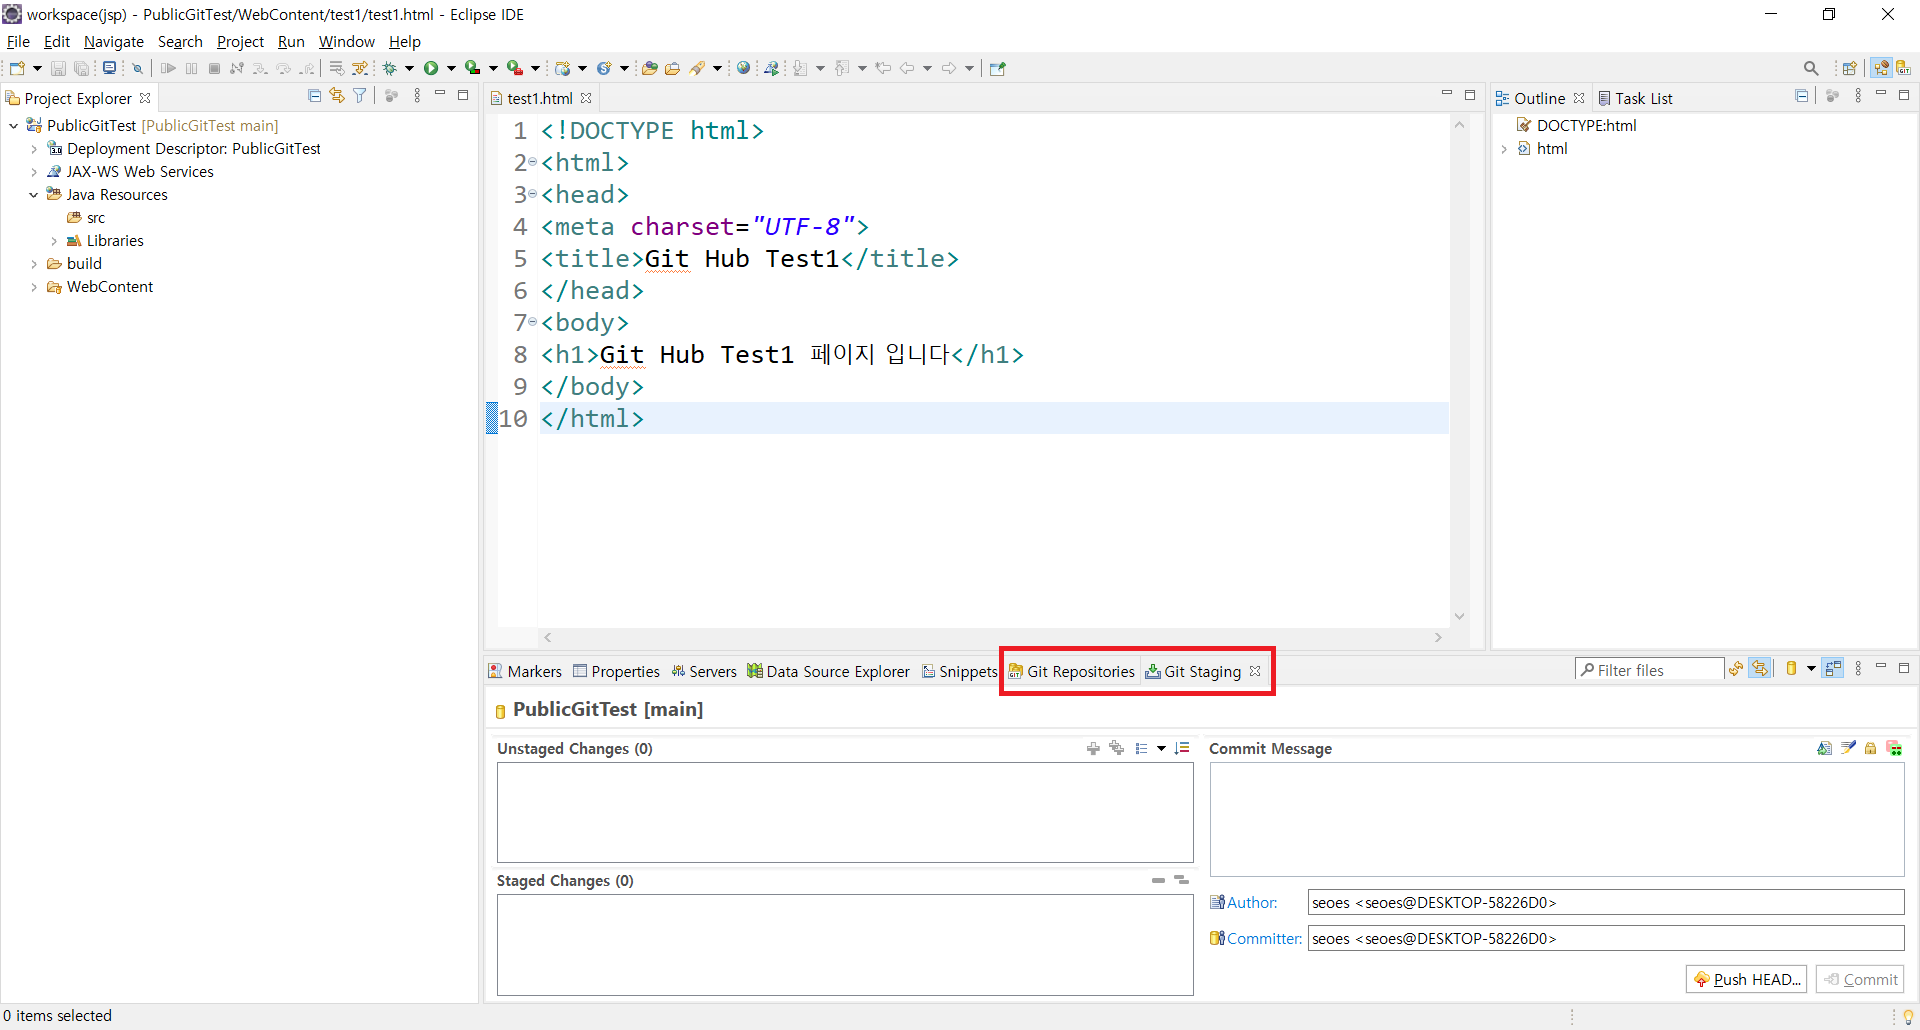 workspace(jsp) - PublicGitTest/WebContent/test1/test1.html - Eclipse IDE
File Edit Navigate Search Project Run Window Help
Project Explorer
PublicGitTest [PublicGitTest main]
Deployment Descriptor: PublicGitTest
JAX-WS Web Services
Java Resources
src
Libraries
build
WebContent
test1.html
1 <!DOCTYPE html>
2 <html>
3 <head>
4 <meta charset="UTF-8">
5 <title>Git Hub Test1</title>
6 </head>
7 <body>
8 <h1>Git Hub Test1 페이지 입니다</h1>
9 </body>
10 </html>
Outline Task List
DOCTYPE:html
html
Markers Properties Servers Data Source Explorer Snippets Git Repositories Git Staging
Filter files
PublicGitTest [main]
Unstaged Changes (0)
Staged Changes (0)
Commit Message
Author: seoes <seoes@DESKTOP-58226D0>
Committer: seoes <seoes@DESKTOP-58226D0>
Push HEAD... Commit
0 items selected